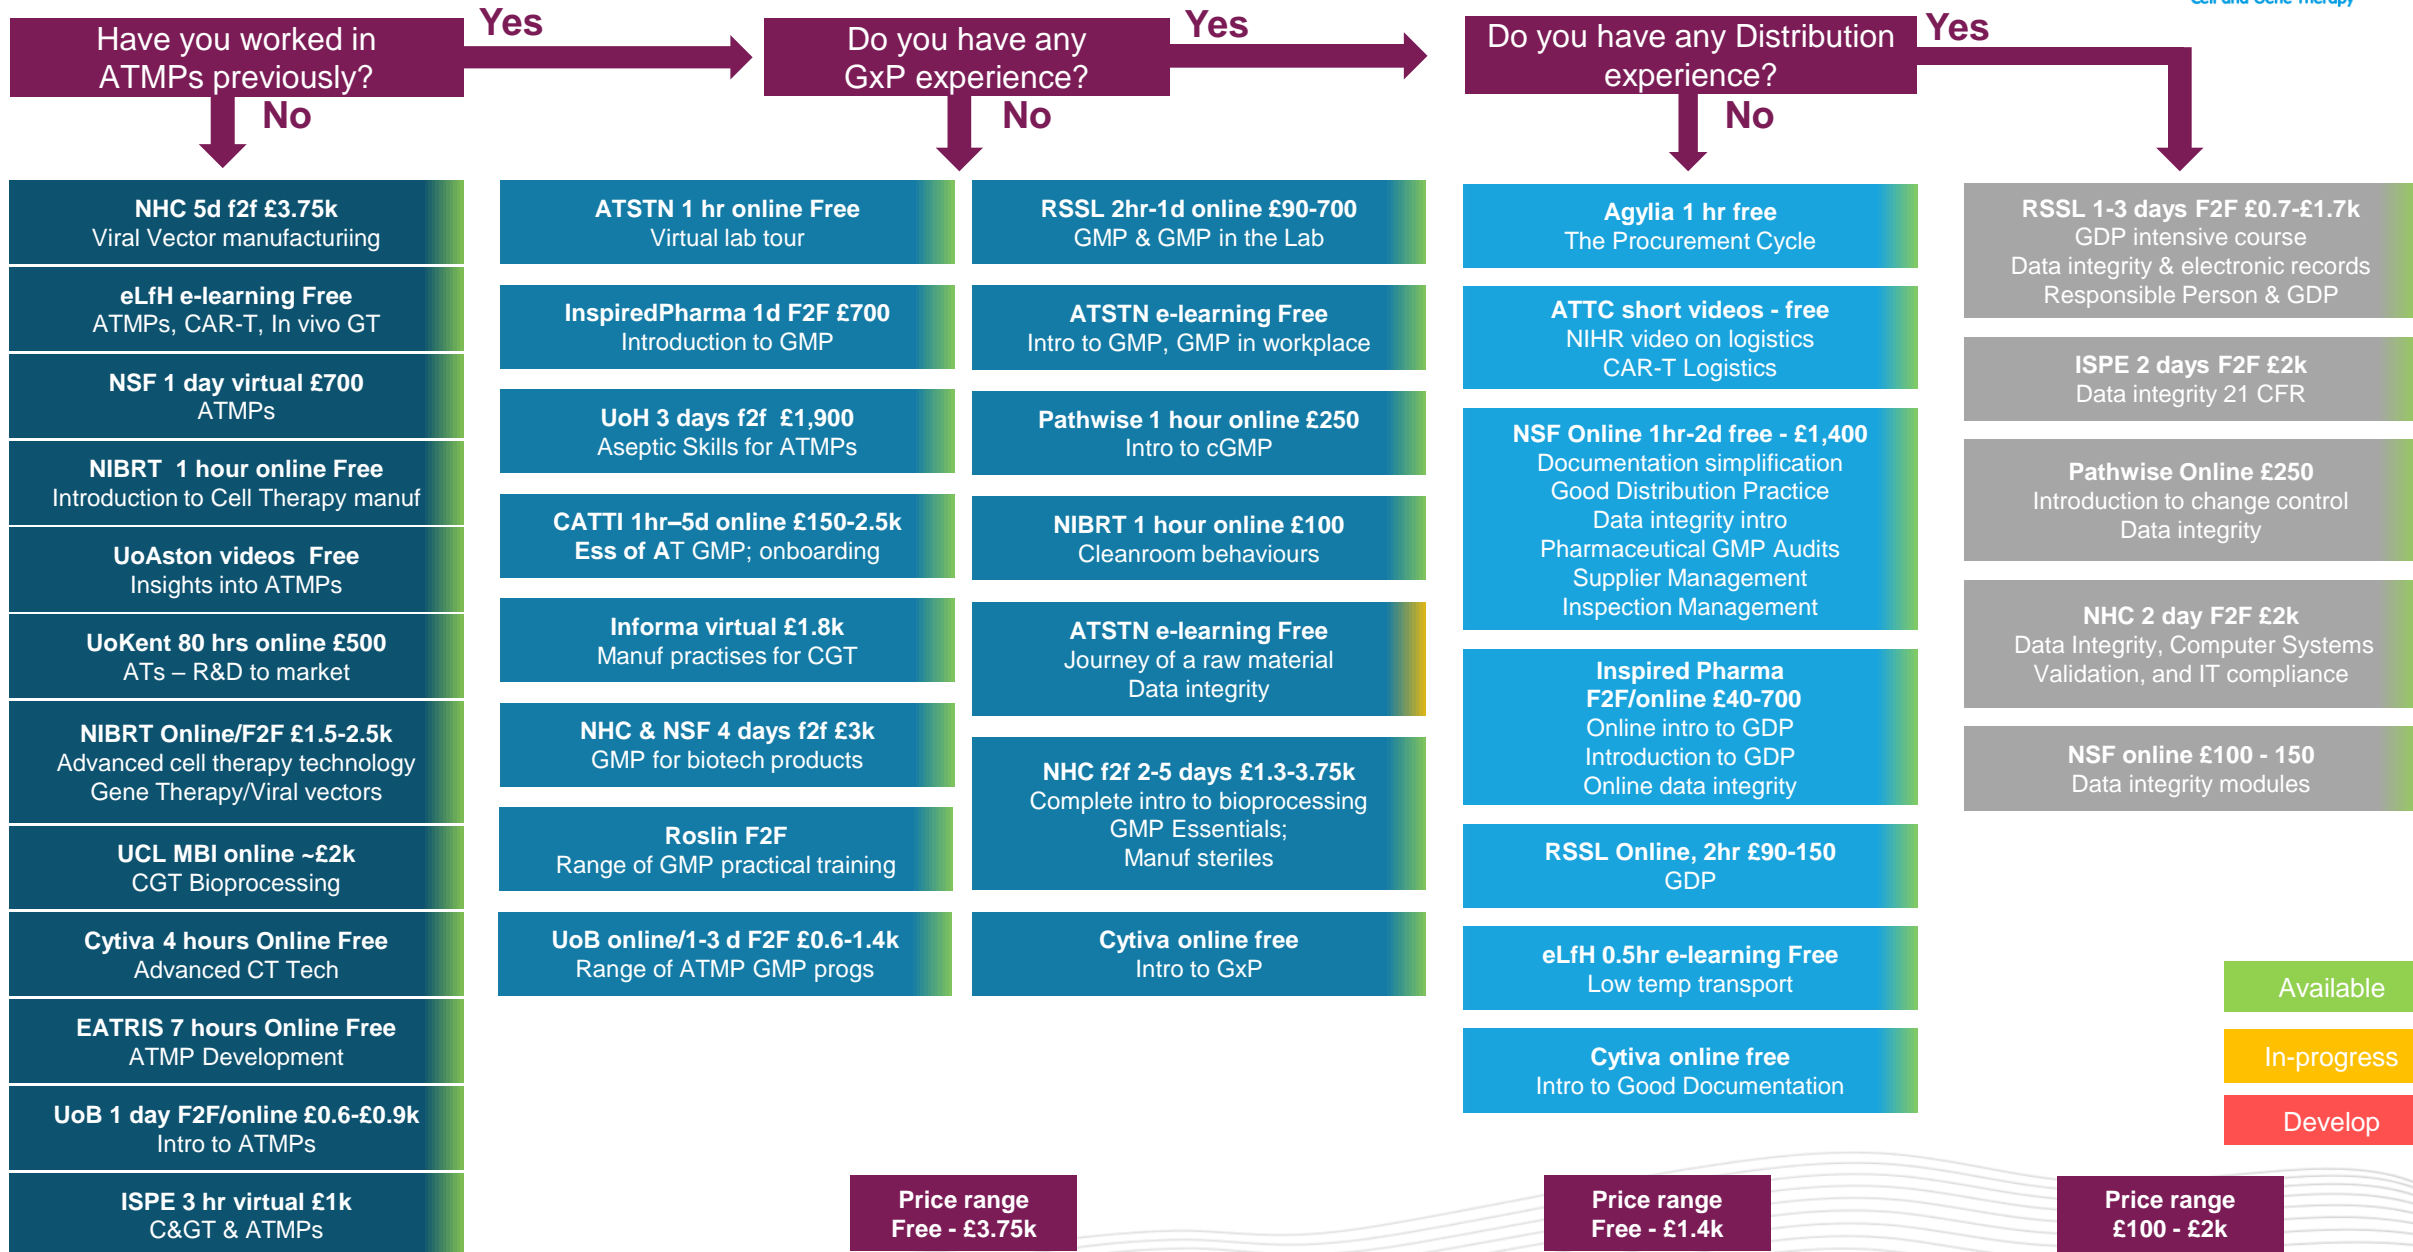 Cell and Gene Therapy
Have you worked in
ATMPs previously?
Yes
No
Do you have any
GxP experience?
Yes
No
Do you have any Distribution
experience?
Yes
No
NHC 5d f2f £3.75k
Viral Vector manufacturiing
eLfH e-learning Free
ATMPs, CAR-T, In vivo GT
NSF 1 day virtual £700
ATMPs
NIBRT 1 hour online Free
Introduction to Cell Therapy manuf
UoAston videos Free
Insights into ATMPs
UoKent 80 hrs online £500
ATs – R&D to market
NIBRT Online/F2F £1.5-2.5k
Advanced cell therapy technology
Gene Therapy/Viral vectors
UCL MBI online ~£2k
CGT Bioprocessing
Cytiva 4 hours Online Free
Advanced CT Tech
EATRIS 7 hours Online Free
ATMP Development
UoB 1 day F2F/online £0.6-£0.9k
Intro to ATMPs
ISPE 3 hr virtual £1k
C&GT & ATMPs
ATSTN 1 hr online Free
Virtual lab tour
InspiredPharma 1d F2F £700
Introduction to GMP
UoH 3 days f2f £1,900
Aseptic Skills for ATMPs
CATTI 1hr–5d online £150-2.5k
Ess of AT GMP; onboarding
Informa virtual £1.8k
Manuf practises for CGT
NHC & NSF 4 days f2f £3k
GMP for biotech products
Roslin F2F
Range of GMP practical training
UoB online/1-3 d F2F £0.6-1.4k
Range of ATMP GMP progs
RSSL 2hr-1d online £90-700
GMP & GMP in the Lab
ATSTN e-learning Free
Intro to GMP, GMP in workplace
Pathwise 1 hour online £250
Intro to cGMP
NIBRT 1 hour online £100
Cleanroom behaviours
ATSTN e-learning Free
Journey of a raw material
Data integrity
NHC f2f 2-5 days £1.3-3.75k
Complete intro to bioprocessing
GMP Essentials;
Manuf steriles
Cytiva online free
Intro to GxP
Agylia 1 hr free
The Procurement Cycle
ATTC short videos - free
NIHR video on logistics
CAR-T Logistics
NSF Online 1hr-2d free - £1,400
Documentation simplification
Good Distribution Practice
Data integrity intro
Pharmaceutical GMP Audits
Supplier Management
Inspection Management
Inspired Pharma
F2F/online £40-700
Online intro to GDP
Introduction to GDP
Online data integrity
RSSL Online, 2hr £90-150
GDP
eLfH 0.5hr e-learning Free
Low temp transport
Cytiva online free
Intro to Good Documentation
RSSL 1-3 days F2F £0.7-£1.7k
GDP intensive course
Data integrity & electronic records
Responsible Person & GDP
ISPE 2 days F2F £2k
Data integrity 21 CFR
Pathwise Online £250
Introduction to change control
Data integrity
NHC 2 day F2F £2k
Data Integrity, Computer Systems
Validation, and IT compliance
NSF online £100 - 150
Data integrity modules
Available
In-progress
Develop
Price range
Free - £3.75k
Price range
Free - £1.4k
Price range
£100 - £2k